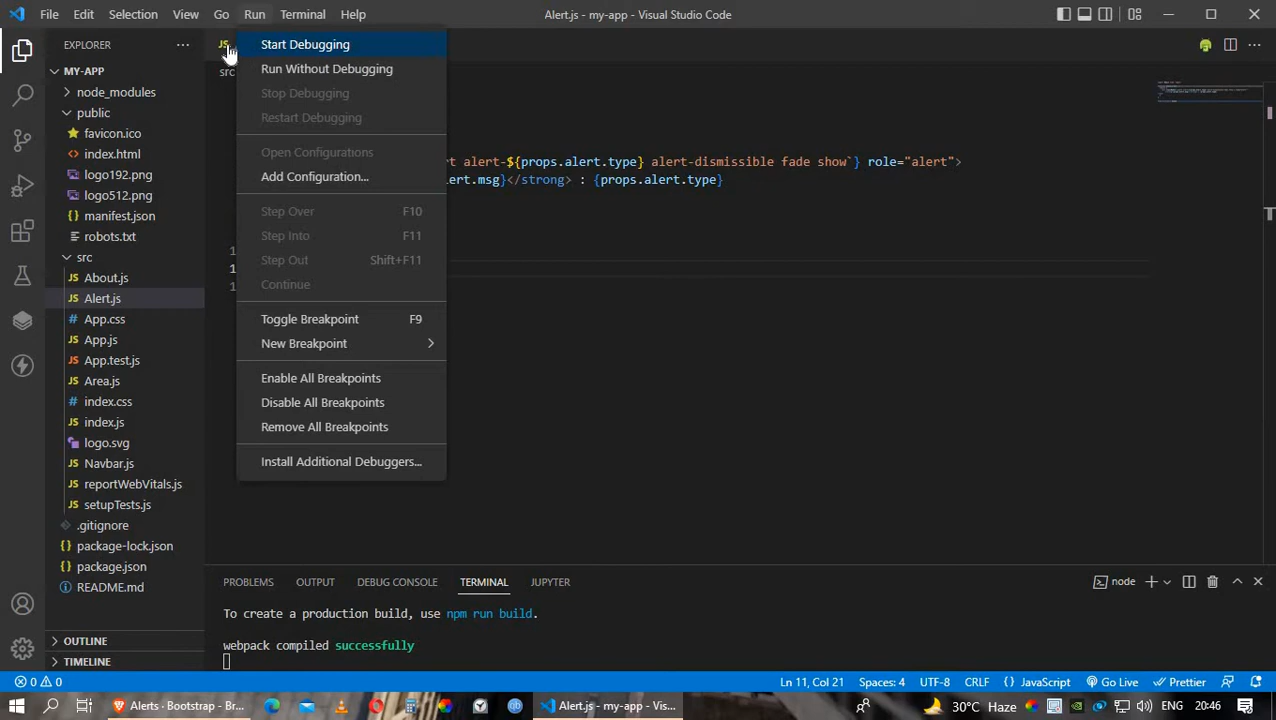 File Edit Selection View Go Run Terminal Help Alert.js - my-app - Visual Studio Code
EXPLORER
MY-APP
node_modules
public
favicon.ico
index.html
logo192.png
logo512.png
manifest.json
robots.txt
src
About.js
Alert.js
App.css
App.js
App.test.js
Area.js
index.css
index.js
logo.svg
Navbar.js
reportWebVitals.js
setupTests.js
.gitignore
package-lock.json
package.json
README.md
OUTLINE
TIMELINE
JS
src
Start Debugging
Run Without Debugging
Stop Debugging
Restart Debugging
Open Configurations
Add Configuration...
Step Over F10
Step Into F11
Step Out Shift+F11
Continue
Toggle Breakpoint F9
New Breakpoint
Enable All Breakpoints
Disable All Breakpoints
Remove All Breakpoints
Install Additional Debuggers...
t alert-${props.alert.type} alert-dismissible fade show`} role="alert">
ert.msg}</strong> : {props.alert.type}
1
1
1
PROBLEMS OUTPUT DEBUG CONSOLE TERMINAL JUPYTER node
To create a production build, use npm run build.
webpack compiled successfully
0 0 Ln 11, Col 21 Spaces: 4 UTF-8 CRLF {} JavaScript Go Live Prettier
Alerts · Bootstrap - Br... Alert.js - my-app - Vis... 30°C Haze ENG 20:46